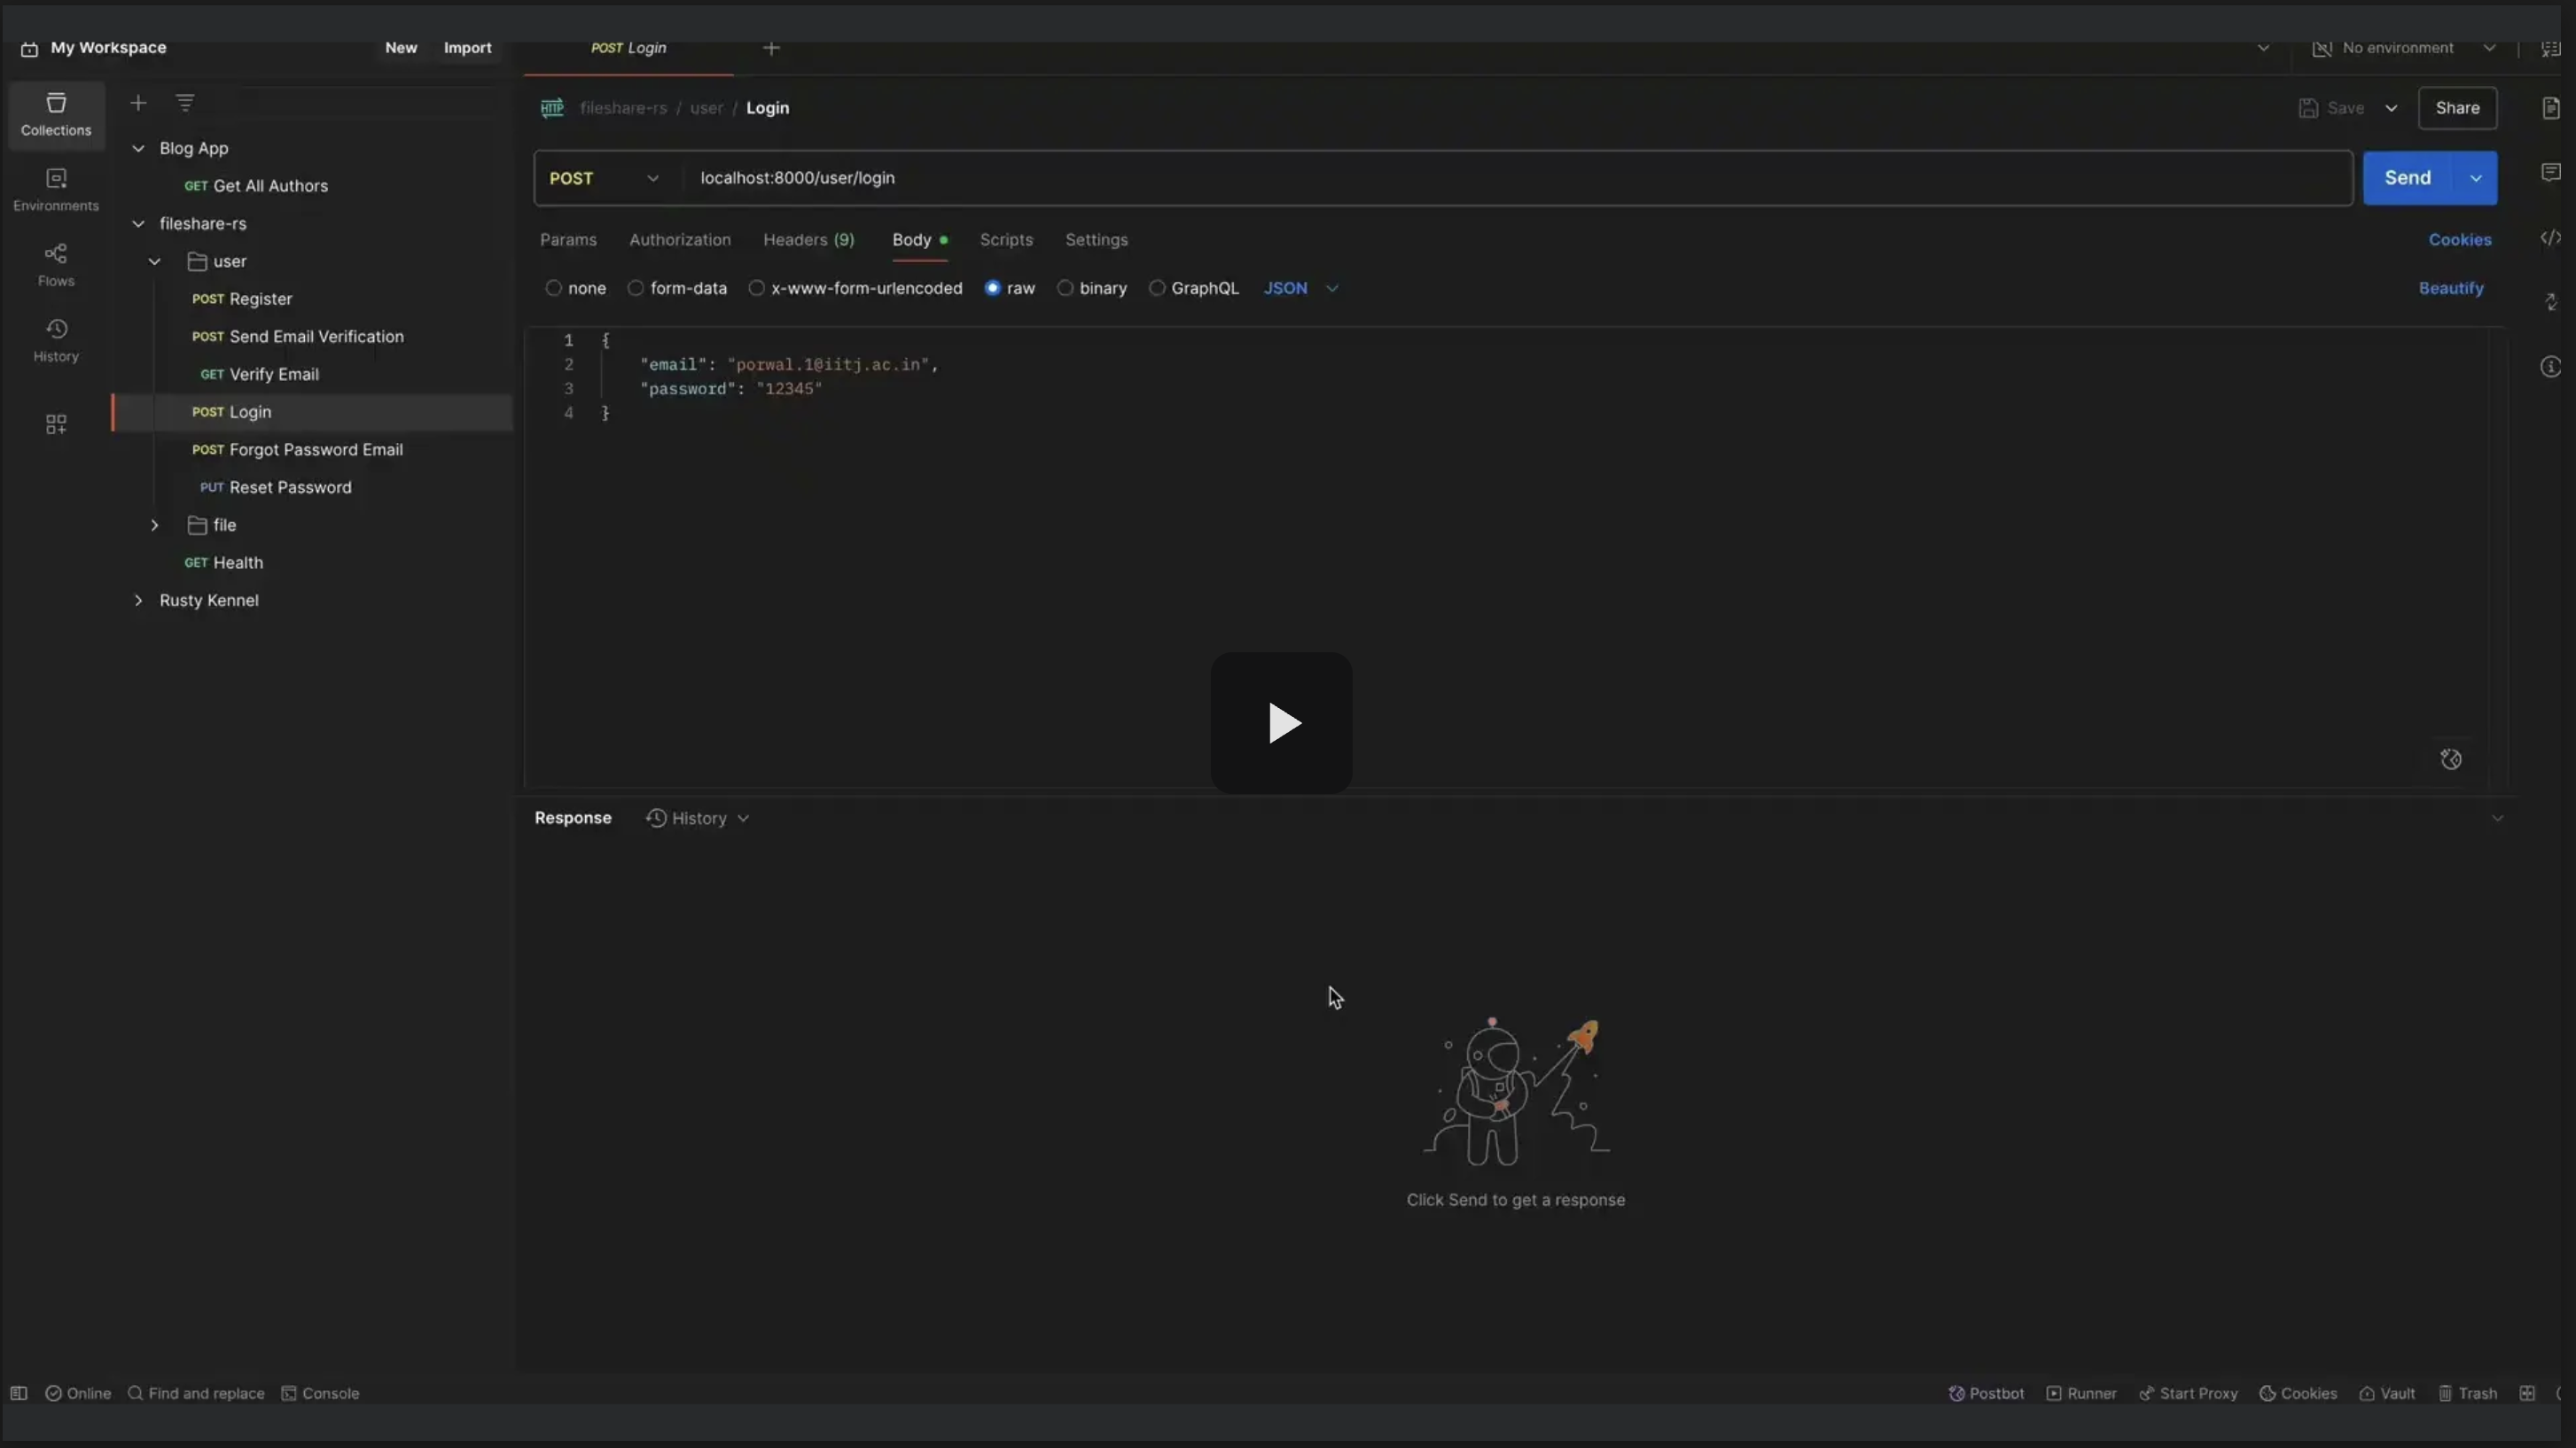 My Workspace
New Import
POST Login
No environment
Collections
Environments
Flows
History
Blog App
GET Get All Authors
fileshare-rs
user
POST Register
POST Send Email Verification
GET Verify Email
POST Login
POST Forgot Password Email
PUT Reset Password
file
GET Health
Rusty Kennel
HTTP fileshare-rs / user / Login
Save Share
POST localhost:8000/user/login
Send
Params Authorization Headers (9) Body Scripts Settings
Cookies
none form-data x-www-form-urlencoded raw binary GraphQL JSON
Beautify
1 {
2 "email": "porwal.1@iitj.ac.in",
3 "password": "12345"
4 }
Response History
Click Send to get a response
Online Find and replace Console
Postbot Runner Start Proxy Cookies Vault Trash